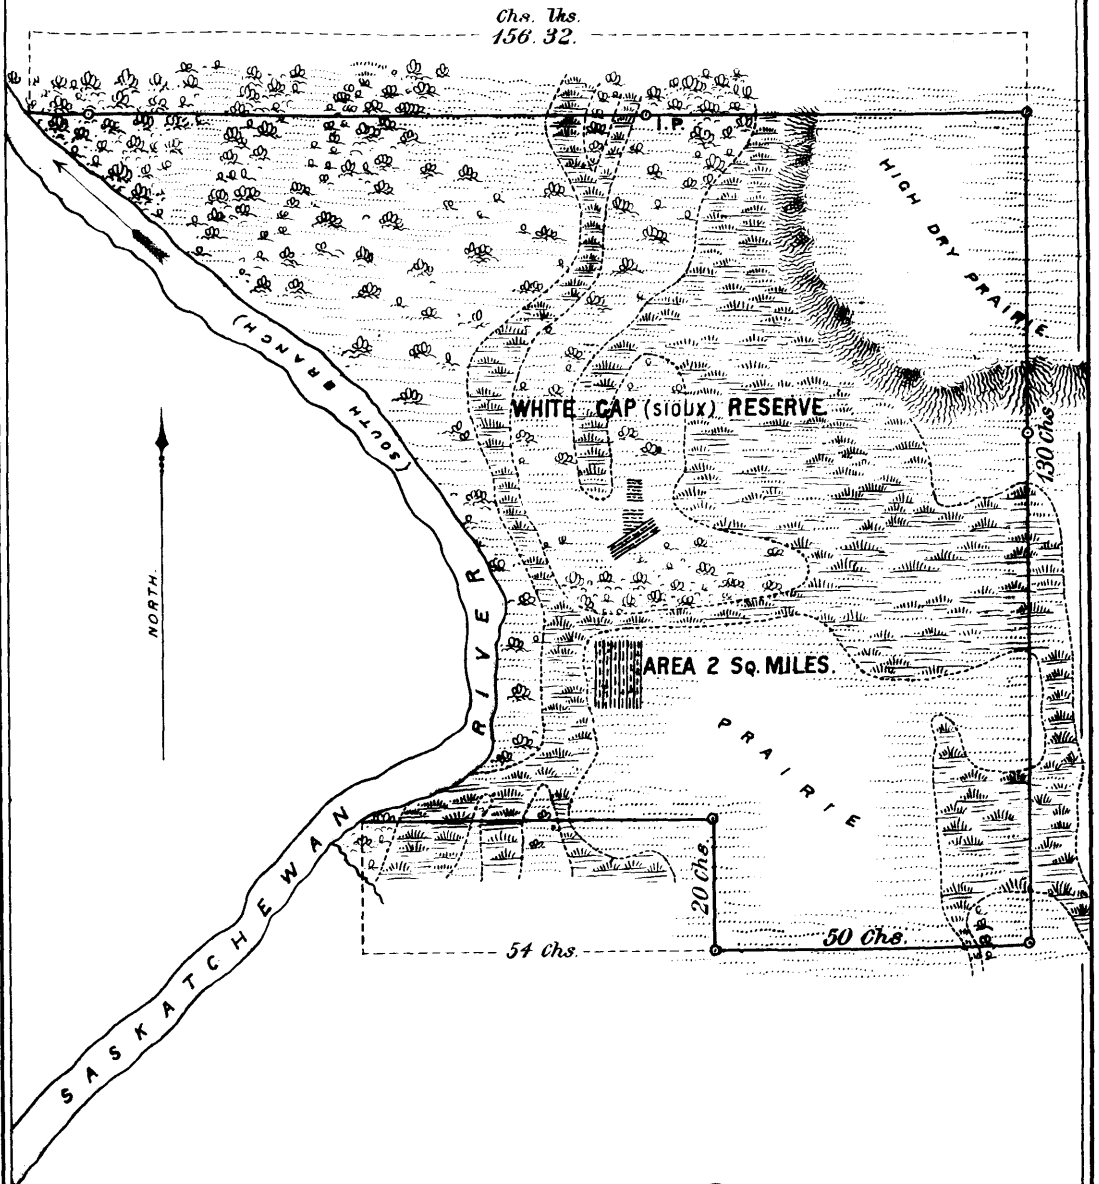 Chs. lks.
156. 32.
I P
HIGH DRY PRAIRIE
(SOUTH BRANCH)
WHITE CAP (SIOUX) RESERVE
130 Chs
NORTH
RIVER
AREA 2 SQ. MILES.
PRAIRIE
SASKATCHEWAN
20 chs.
54 Chs.
50 Chs.